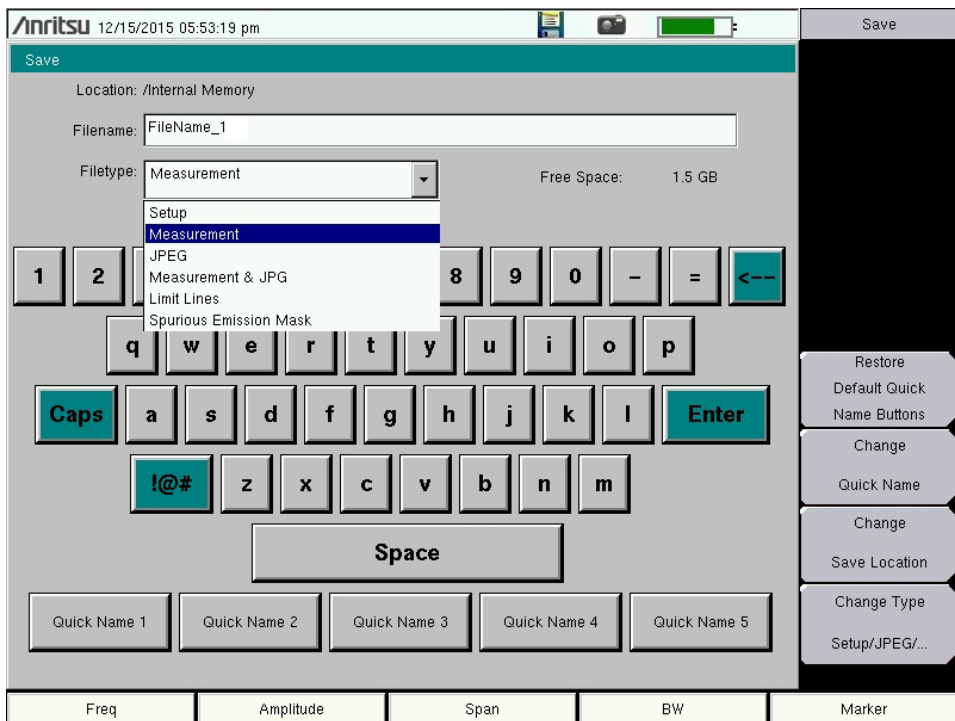 Anritsu 12/15/2015 05:53:19 pm
Save
Save
Location: /Internal Memory
Filename: FileName_1
Filetype: Measurement
Free Space: 1.5 GB
Setup
Measurement
JPEG
Measurement & JPG
Limit Lines
Spurious Emission Mask
1 2 8 9 0 - = <--
q w e r t y u i o p
Caps a s d f g h j k l Enter
!@# z x c v b n m
Space
Quick Name 1 Quick Name 2 Quick Name 3 Quick Name 4 Quick Name 5
Restore
Default Quick
Name Buttons
Change
Quick Name
Change
Save Location
Change Type
Setup/JPEG/...
Freq Amplitude Span BW Marker